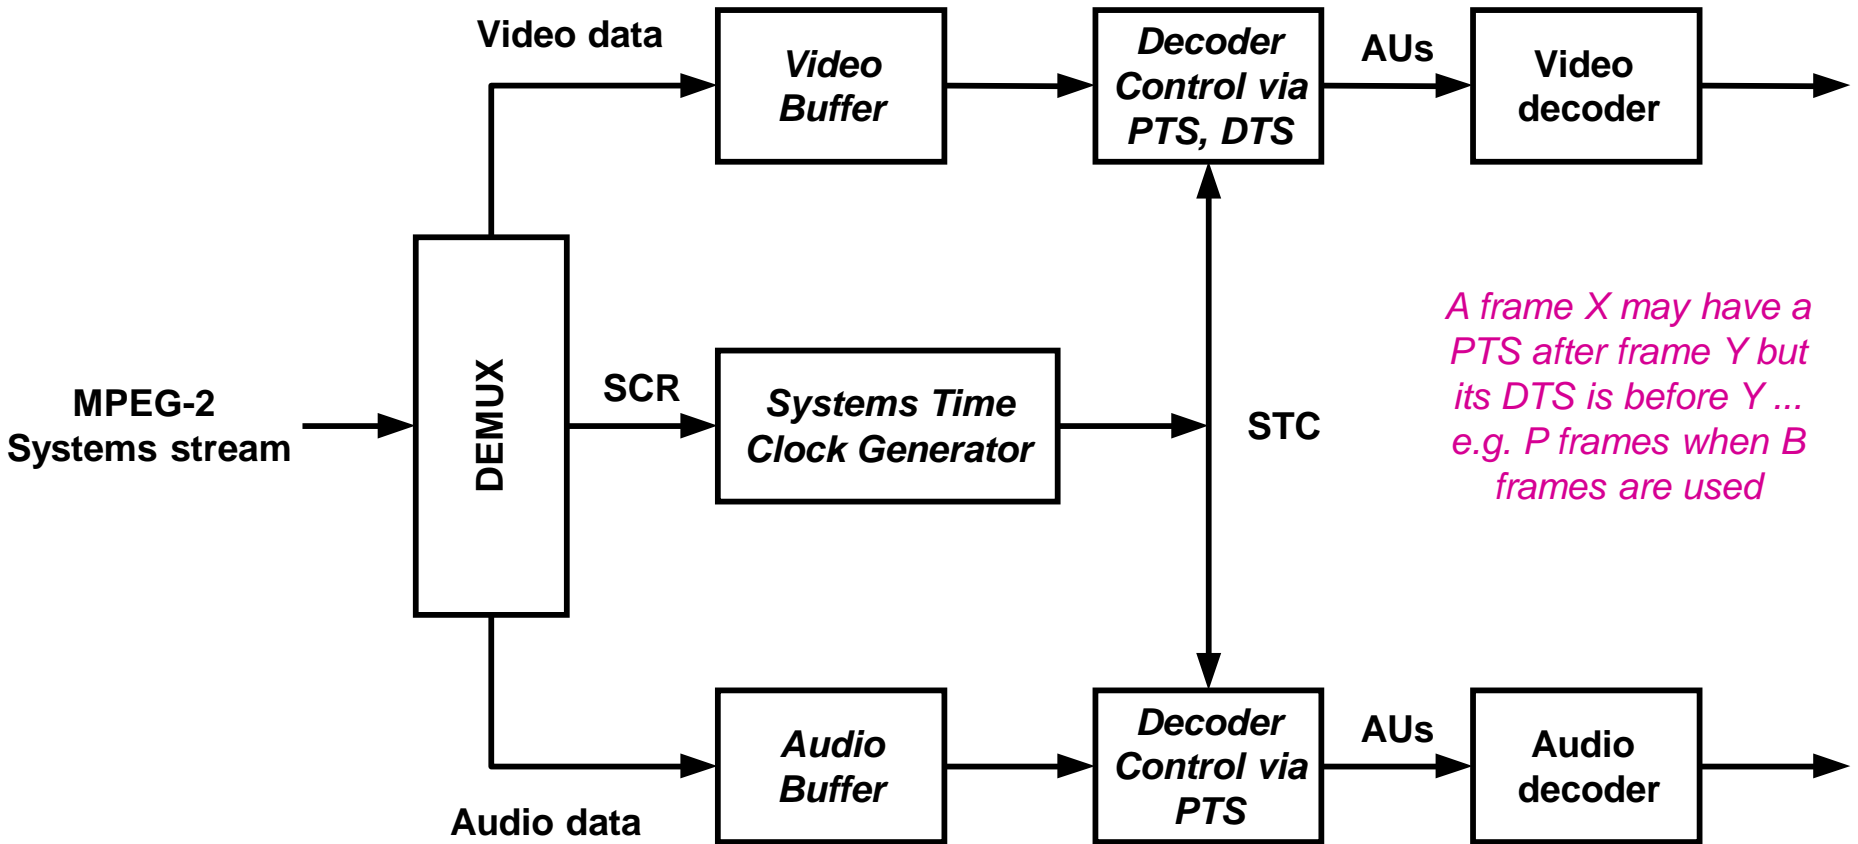 Video data
Video
Buffer
Decoder
Control via
PTS, DTS
AUs
Video
decoder
MPEG-2
Systems stream
DEMUX
SCR
Systems Time
Clock Generator
STC
A frame X may have a
PTS after frame Y but
its DTS is before Y ...
e.g. P frames when B
frames are used
Audio data
Audio
Buffer
Decoder
Control via
PTS
AUs
Audio
decoder